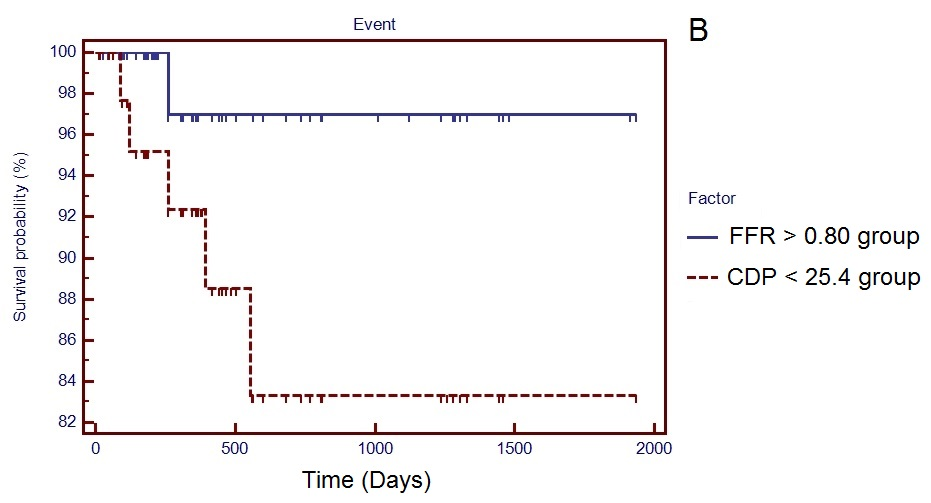 Event
B
100
98
96
94
92
90
88
86
84
82
Survival probability (%)
0 500 1000 1500 2000
Time (Days)
Factor
FFR > 0.80 group
CDP < 25.4 group